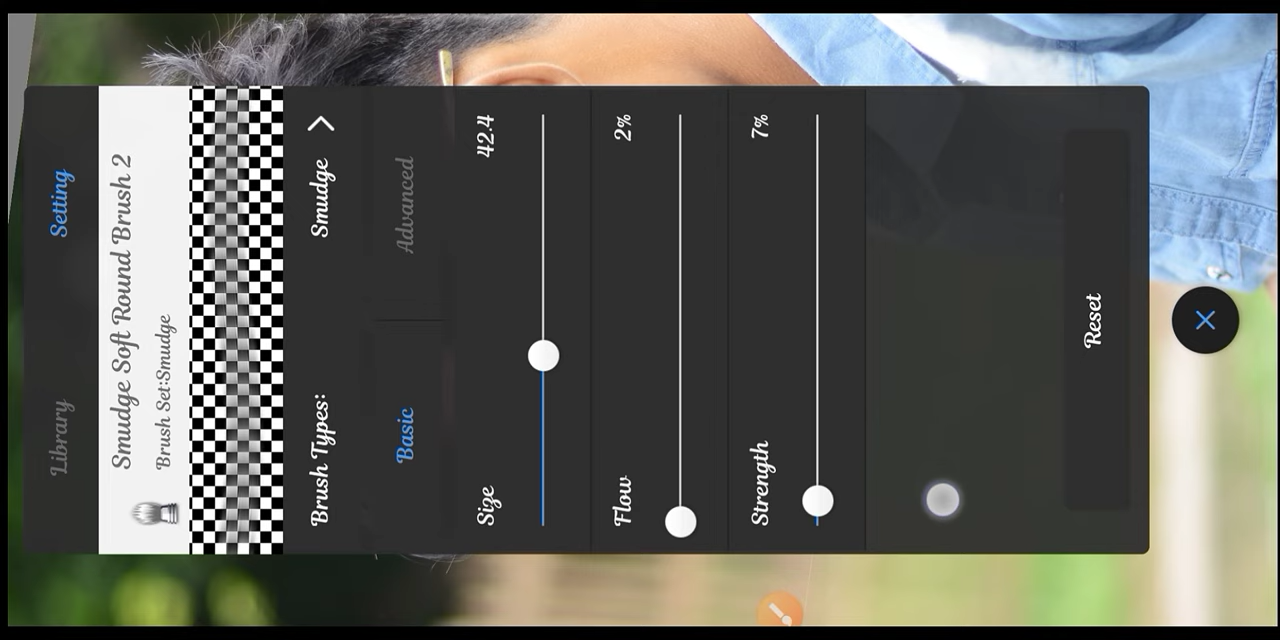 Library Setting
Smudge Soft Round Brush 2
Brush Set:Smudge
Brush Types: Smudge
Basic Advanced
Size 42.4
Flow 2%
Strength 7%
Reset